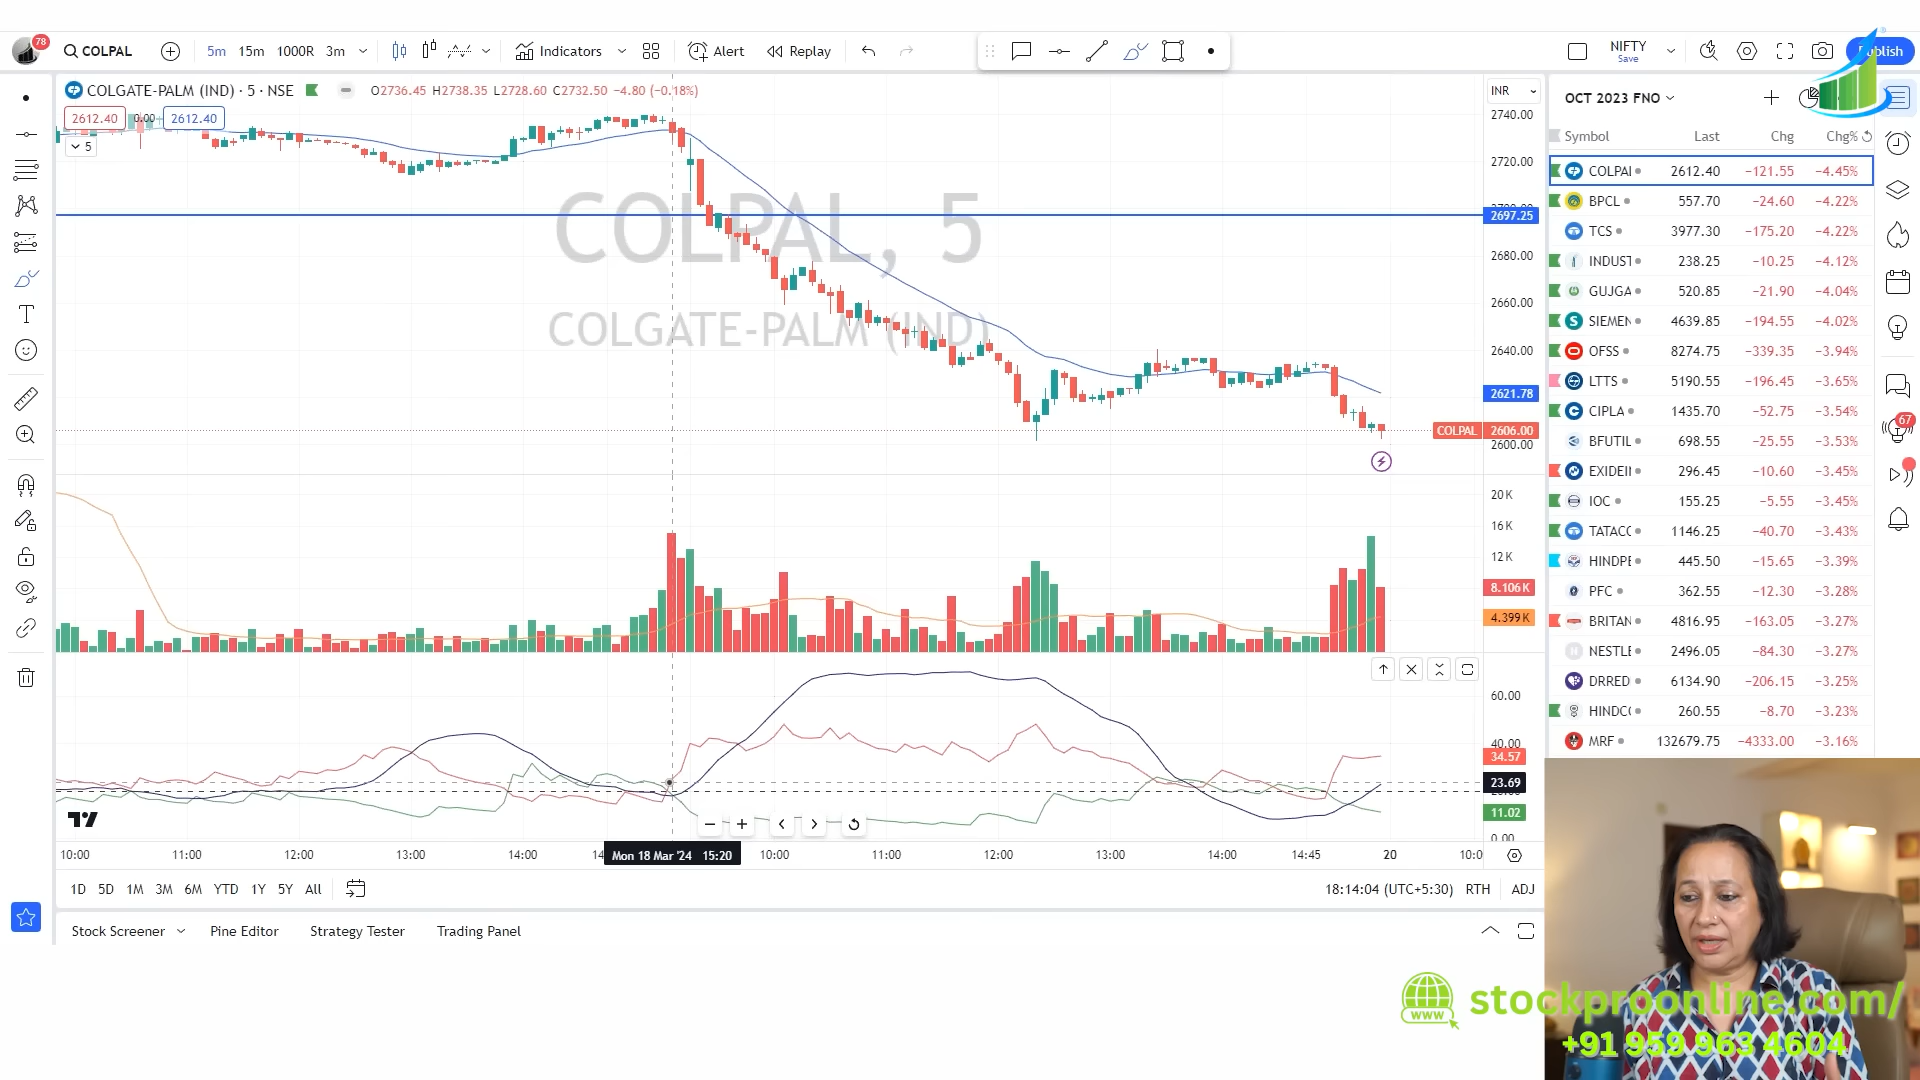 78
COLPAL
5m 15m 1000R 3m
Indicators
Alert
Replay
NIFTY
Save
COLGATE-PALM (IND) · 5 · NSE
O2736.45 H2738.35 L2728.60 C2732.50 −4.80 (−0.18%)
2612.40 0.00 2612.40
5
COLPAL, 5
COLGATE-PALM (IND)
INR
2740.00
2720.00
2697.25
2680.00
2660.00
2640.00
2621.78
COLPAL 2606.00
2600.00
20 K
16 K
12 K
8.106 K
4.399 K
60.00
40.00
34.57
23.69
11.02
0.00
10:00 11:00 12:00 13:00 14:00 Mon 18 Mar '24 15:20 10:00 11:00 12:00 13:00 14:00 14:45 20
1D 5D 1M 3M 6M YTD 1Y 5Y All
18:14:04 (UTC+5:30) RTH ADJ
Stock Screener Pine Editor Strategy Tester Trading Panel
OCT 2023 FNO
Symbol Last Chg Chg%
COLPAL 2612.40 −121.55 −4.45%
BPCL 557.70 −24.60 −4.22%
TCS 3977.30 −175.20 −4.22%
INDUST 238.25 −10.25 −4.12%
GUJGA 520.85 −21.90 −4.04%
SIEMEN 4639.85 −194.55 −4.02%
OFSS 8274.75 −339.35 −3.94%
LTTS 5190.55 −196.45 −3.65%
CIPLA 1435.70 −52.75 −3.54%
BFUTIL 698.55 −25.55 −3.53%
EXIDEI 296.45 −10.60 −3.45%
IOC 155.25 −5.55 −3.45%
TATACO 1146.25 −40.70 −3.43%
HINDPE 445.50 −15.65 −3.39%
PFC 362.55 −12.30 −3.28%
BRITAN 4816.95 −163.05 −3.27%
NESTLE 2496.05 −84.30 −3.27%
DRRED 6134.90 −206.15 −3.25%
HINDCO 260.55 −8.70 −3.23%
MRF 132679.75 −4333.00 −3.16%
67
www
stockproonline.com/
+91 959 963 4604